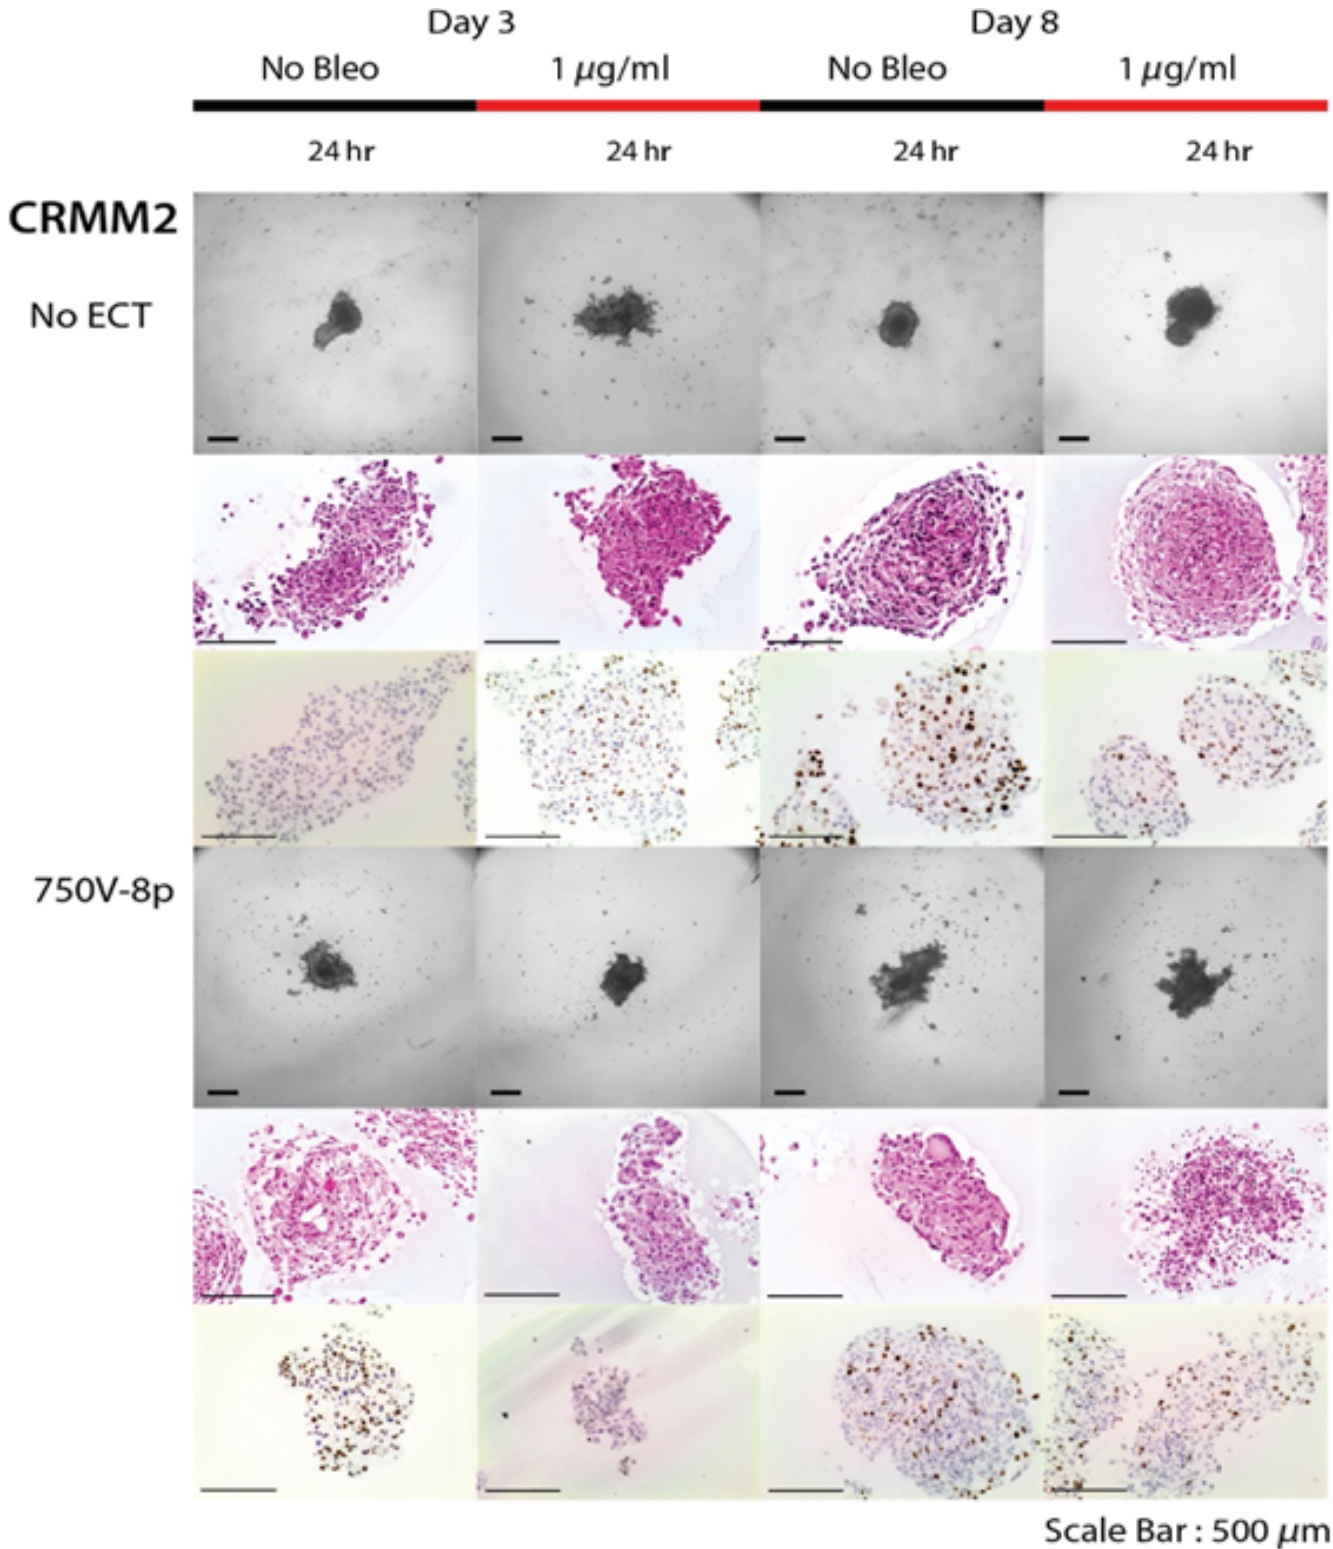 Day 3 Day 8
No Bleo 1 µg/ml No Bleo 1 µg/ml
24 hr 24 hr 24 hr 24 hr
CRMM2
No ECT
750V-8p
Scale Bar : 500 µm